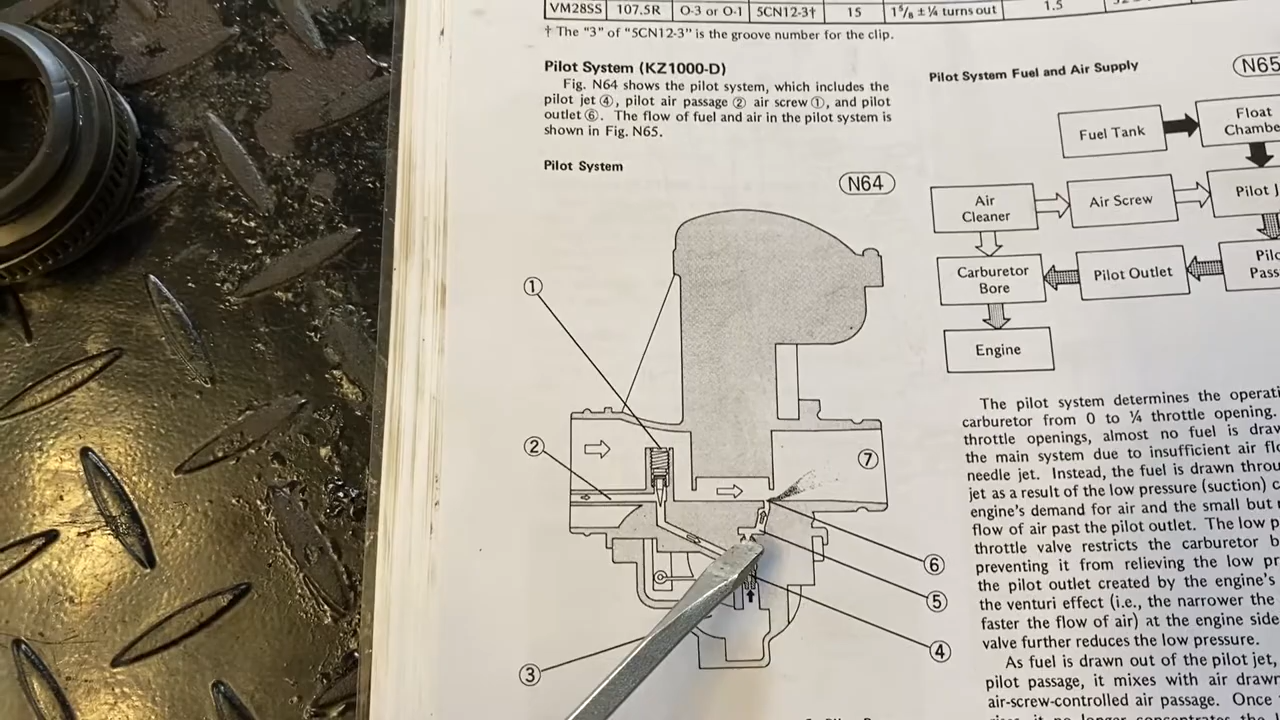 VM28SS 107.5R O-3 or O-1 5CN12-3† 15 1⅝ ± ¼ turns out 1.5
† The "3" of "5CN12-3" is the groove number for the clip.
Pilot System (KZ1000-D)
Fig. N64 shows the pilot system, which includes the
pilot jet ④, pilot air passage ② air screw ①, and pilot
outlet ⑥. The flow of fuel and air in the pilot system is
shown in Fig. N65.
Pilot System
N64
①
②
③
⑦
⑥
⑤
④
Pilot System Fuel and Air Supply
N65
Fuel Tank
Float
Air
Cleaner
Air Screw
Pilot
Carburetor
Bore
Pilot Outlet
Engine
The pilot system determines the
carburetor from 0 to ¼ throttle opening.
throttle openings, almost no fuel is
the main system due to insufficient air
needle jet. Instead, the fuel is drawn
jet as a result of the low pressure (suction)
engine's demand for air and the small but
flow of air past the pilot outlet. The low
throttle valve restricts the carburetor
preventing it from relieving the low
the pilot outlet created by the engine's
the venturi effect (i.e., the narrower the
faster the flow of air) at the engine side
valve further reduces the low pressure.
As fuel is drawn out of the pilot jet,
pilot passage, it mixes with air drawn
air-screw-controlled air passage. Once